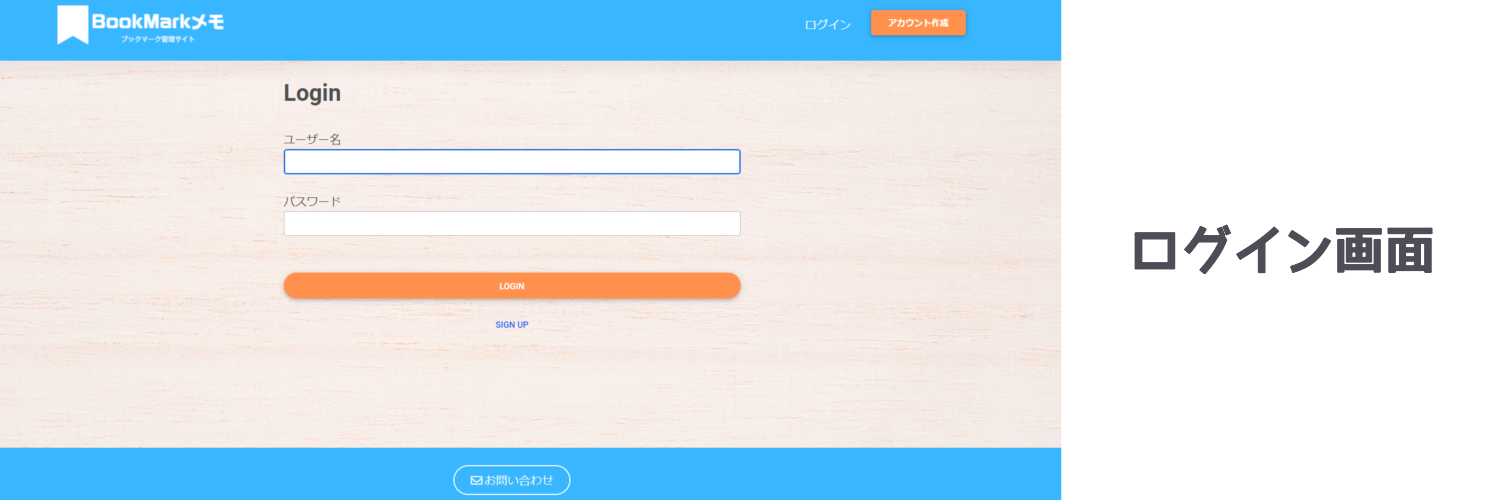 BookMarkメモ
ブックマーク管理サイト
ログイン
アカウント作成
Login
ユーザー名
パスワード
LOGIN
SIGN UP
お問い合わせ
ログイン画面